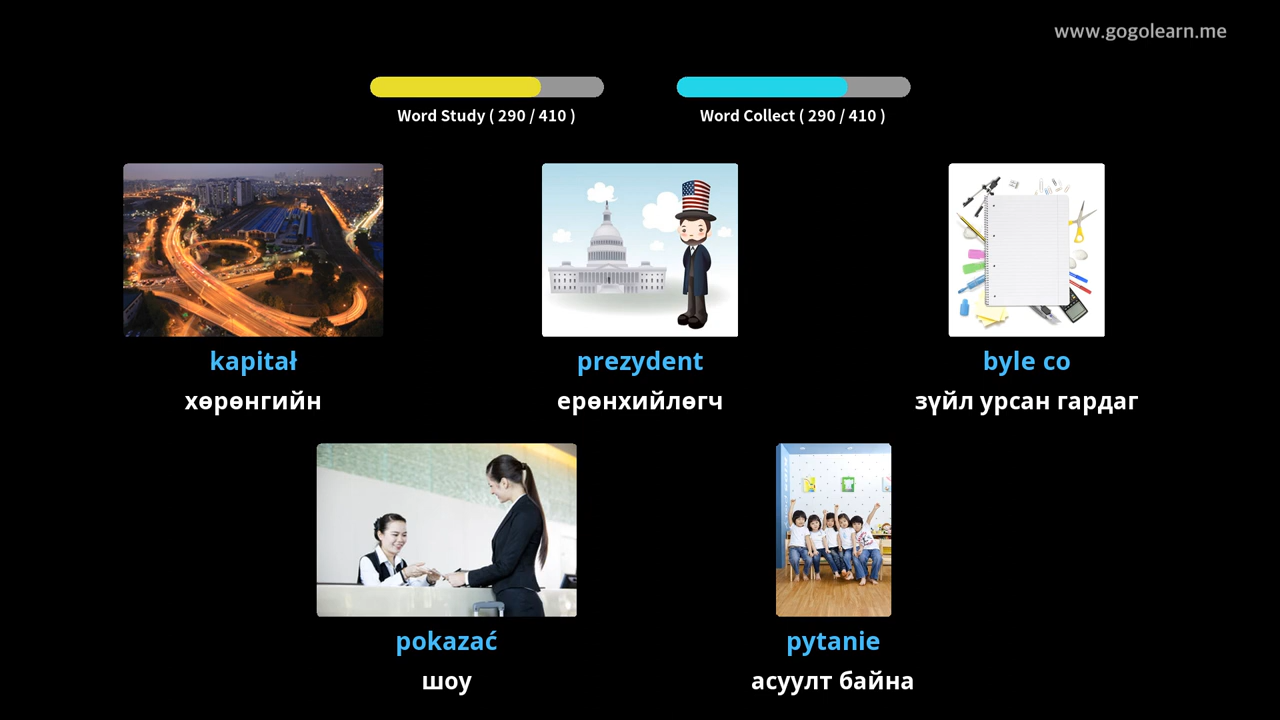 www.gogolearn.me
Word Study ( 290 / 410 )
Word Collect ( 290 / 410 )
kapitał
хөрөнгийн
prezydent
ерөнхийлөгч
byle co
зүйл урсан гардаг
pokazać
шоу
pytanie
асуулт байна